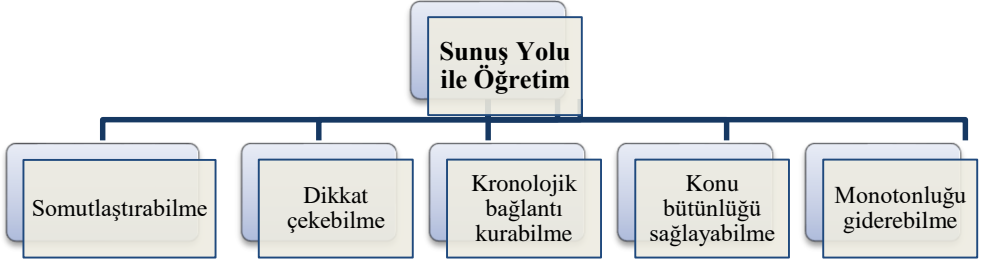 Sunuş Yolu
ile Öğretim
Somutlaştırabilme
Dikkat
çekebilme
Kronolojik
bağlantı
kurabilme
Konu
bütünlüğü
sağlayabilme
Monotonluğu
giderebilme